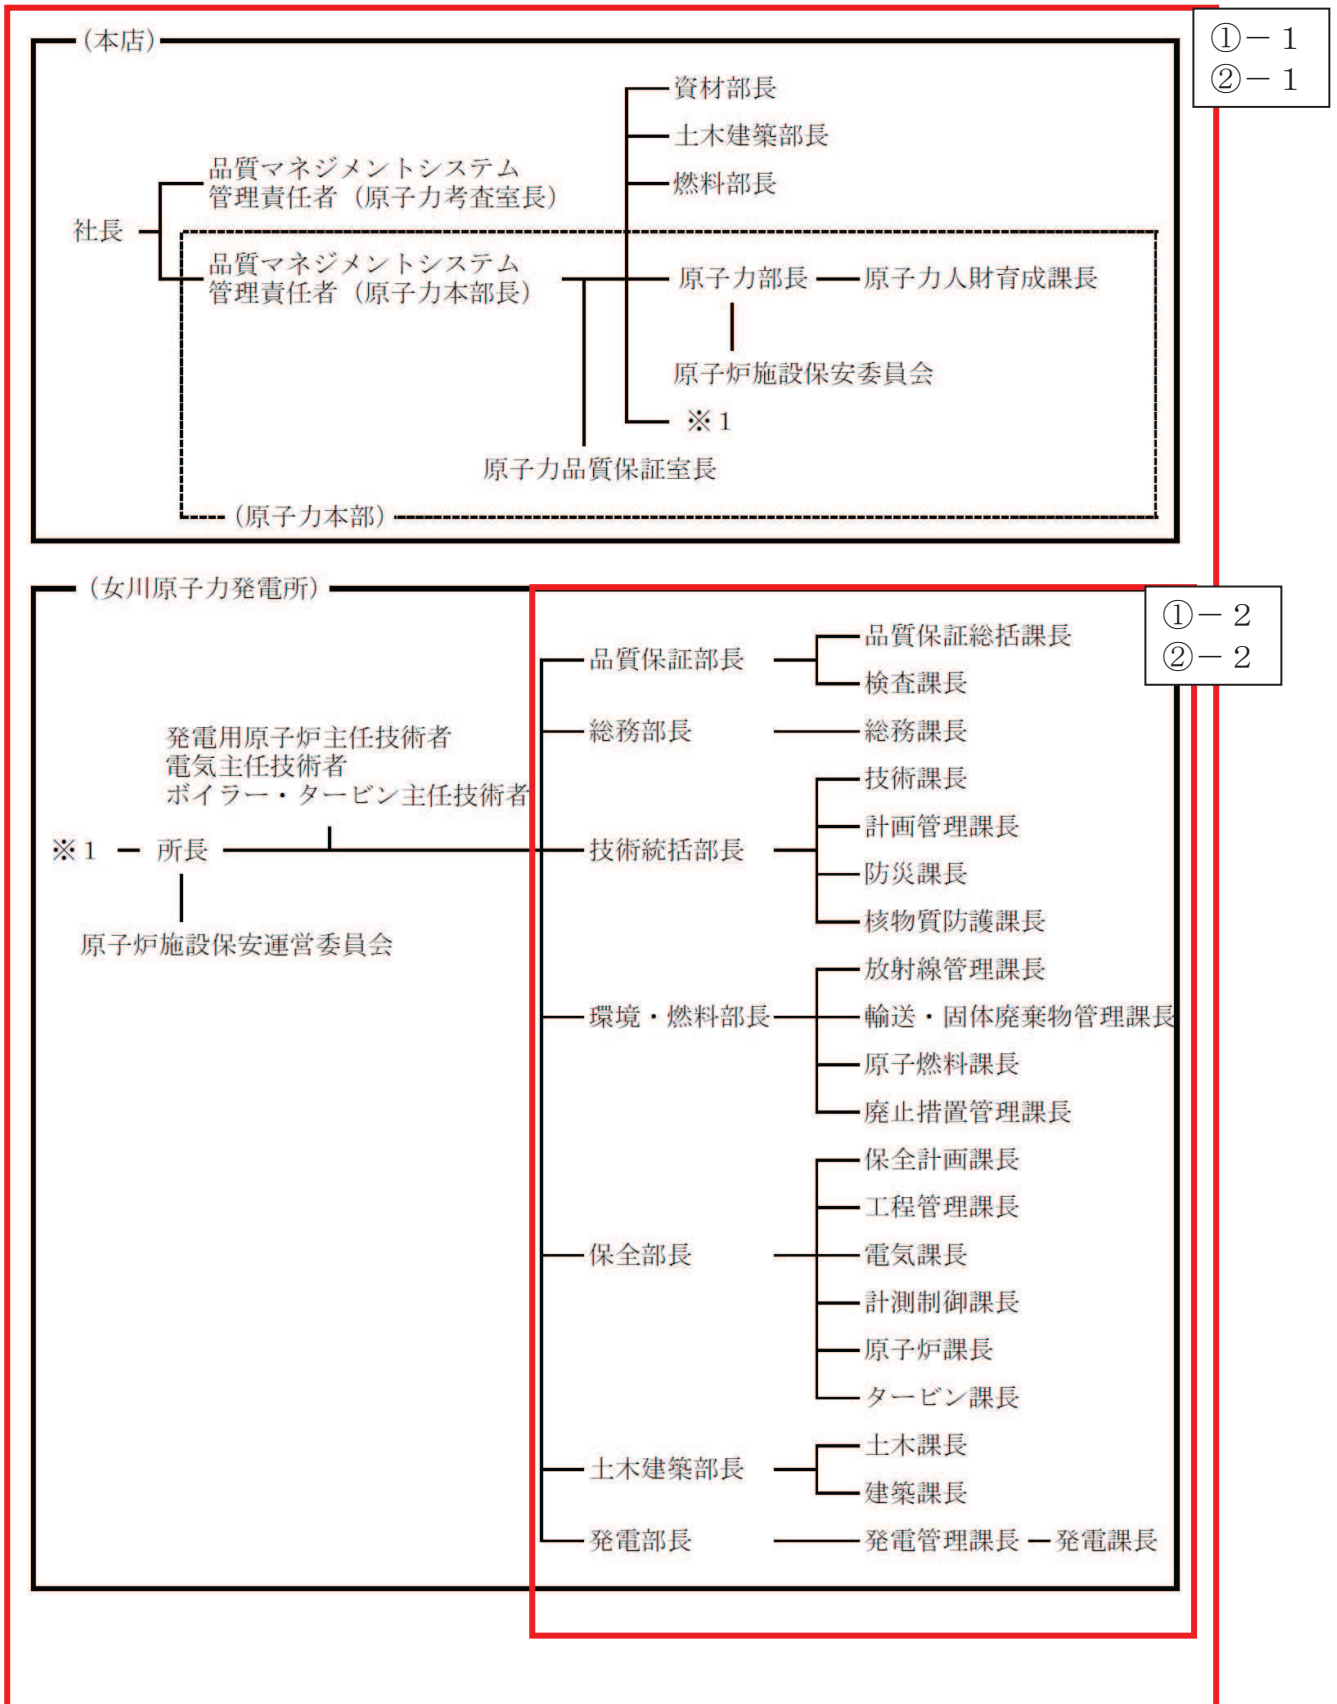 ①－１
②－１
（本店）
資材部長
土木建築部長
燃料部長
品質マネジメントシステム
管理責任者（原子力考査室長）
社長
品質マネジメントシステム
管理責任者（原子力本部長）
原子力部長
原子力人財育成課長
原子炉施設保安委員会
※１
原子力品質保証室長
（原子力本部）
（女川原子力発電所）
①－２
②－２
品質保証部長
品質保証総括課長
検査課長
総務部長
総務課長
発電用原子炉主任技術者
電気主任技術者
ボイラー・タービン主任技術者
※１
所長
原子炉施設保安運営委員会
技術統括部長
技術課長
計画管理課長
防災課長
核物質防護課長
環境・燃料部長
放射線管理課長
輸送・固体廃棄物管理課長
原子燃料課長
廃止措置管理課長
保全部長
保全計画課長
工程管理課長
電気課長
計測制御課長
原子炉課長
タービン課長
土木建築部長
土木課長
建築課長
発電部長
発電管理課長
発電課長